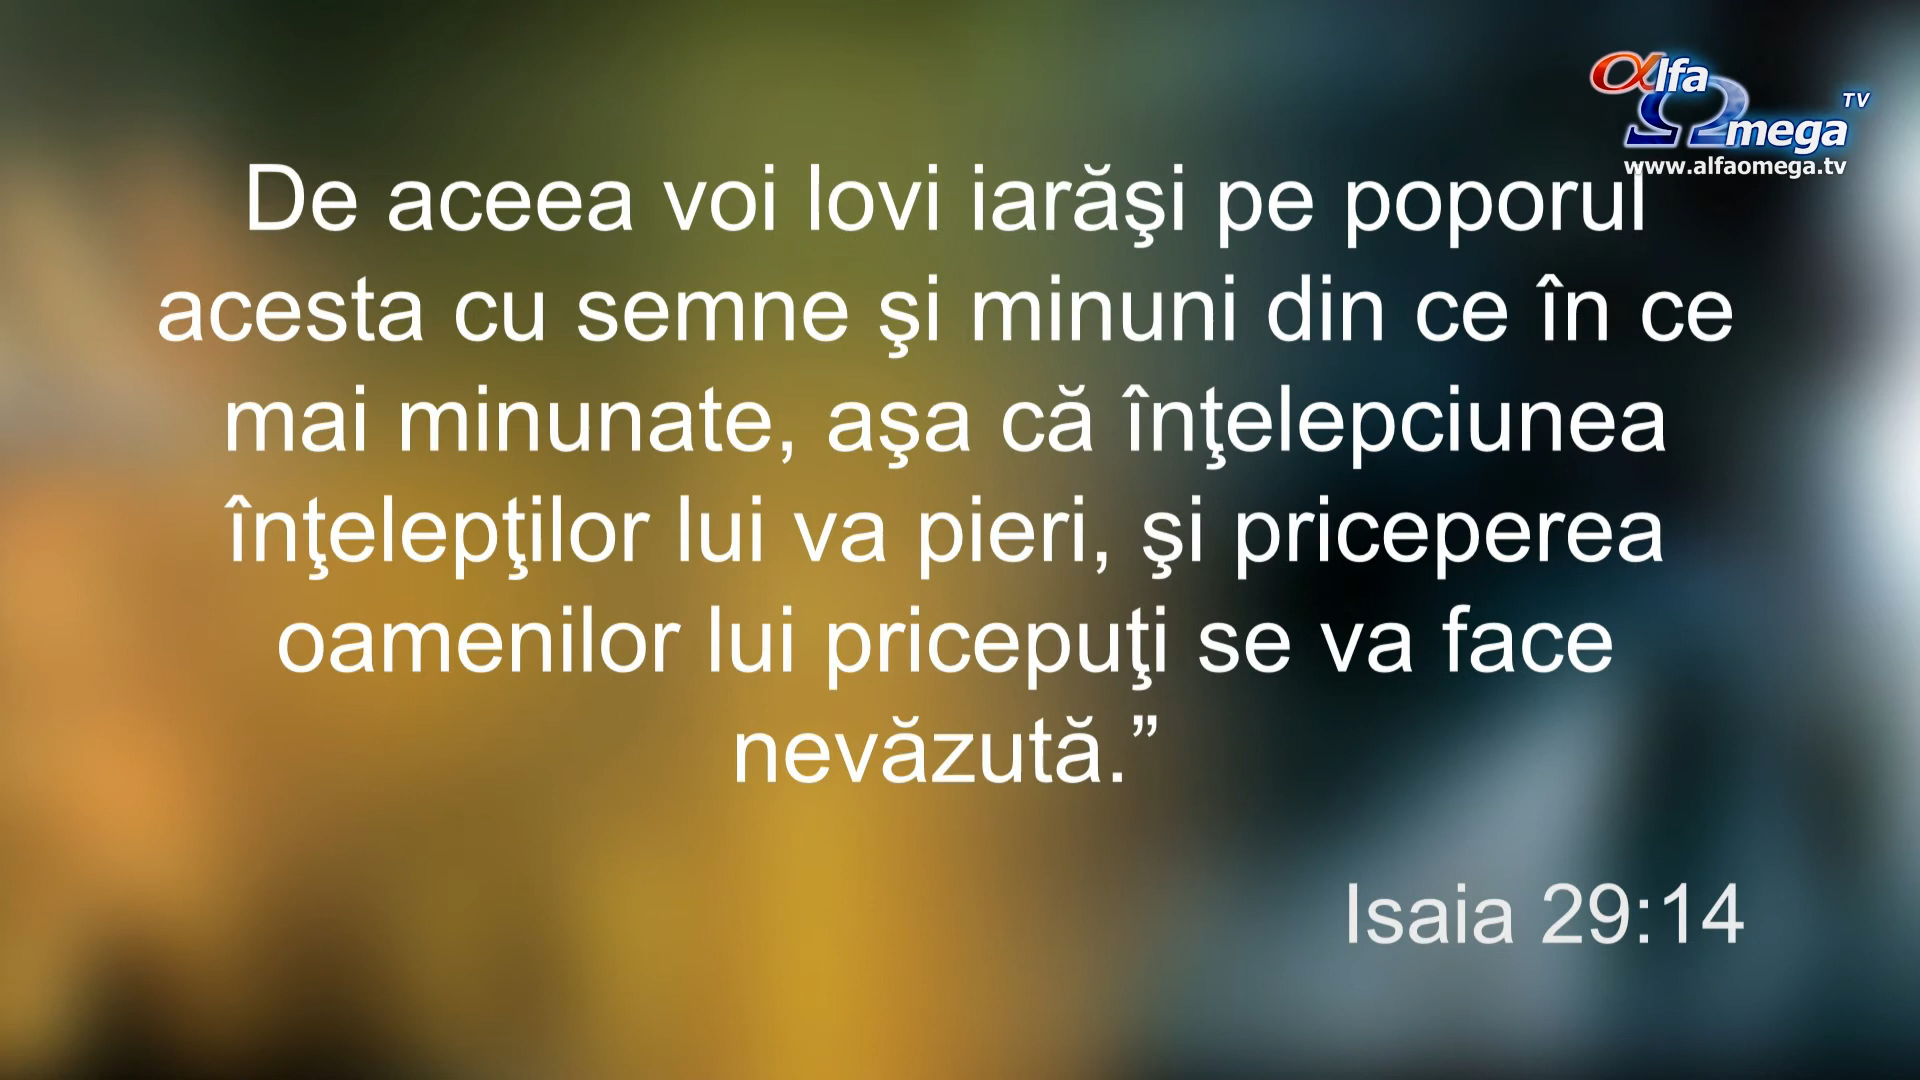 αlfa
Ωmega TV
www.alfaomega.tv
De aceea voi lovi iarăşi pe poporul
acesta cu semne şi minuni din ce în ce
mai minunate, aşa că înţelepciunea
înţelepţilor lui va pieri, şi priceperea
oamenilor lui pricepuţi se va face
nevăzută.”
Isaia 29:14